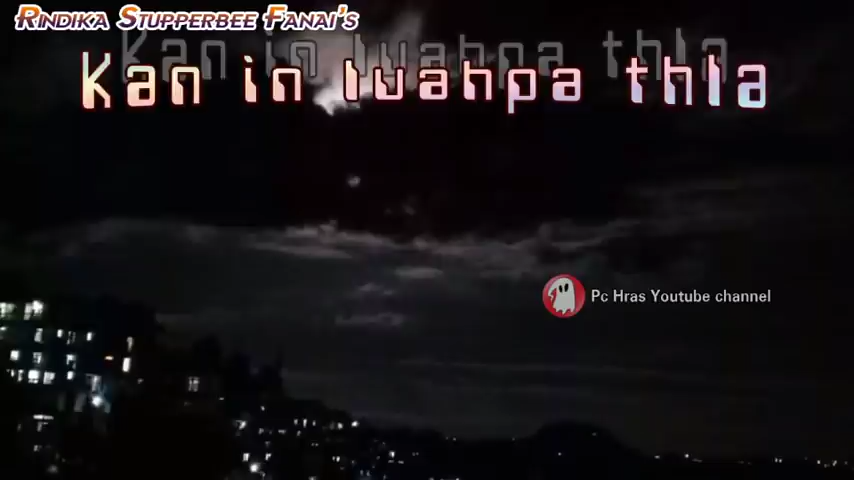 Rindika Stupperbee Fanai's
Kan in luahpa thla
Pc Hras Youtube channel